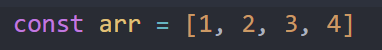 const arr = [1, 2, 3, 4]